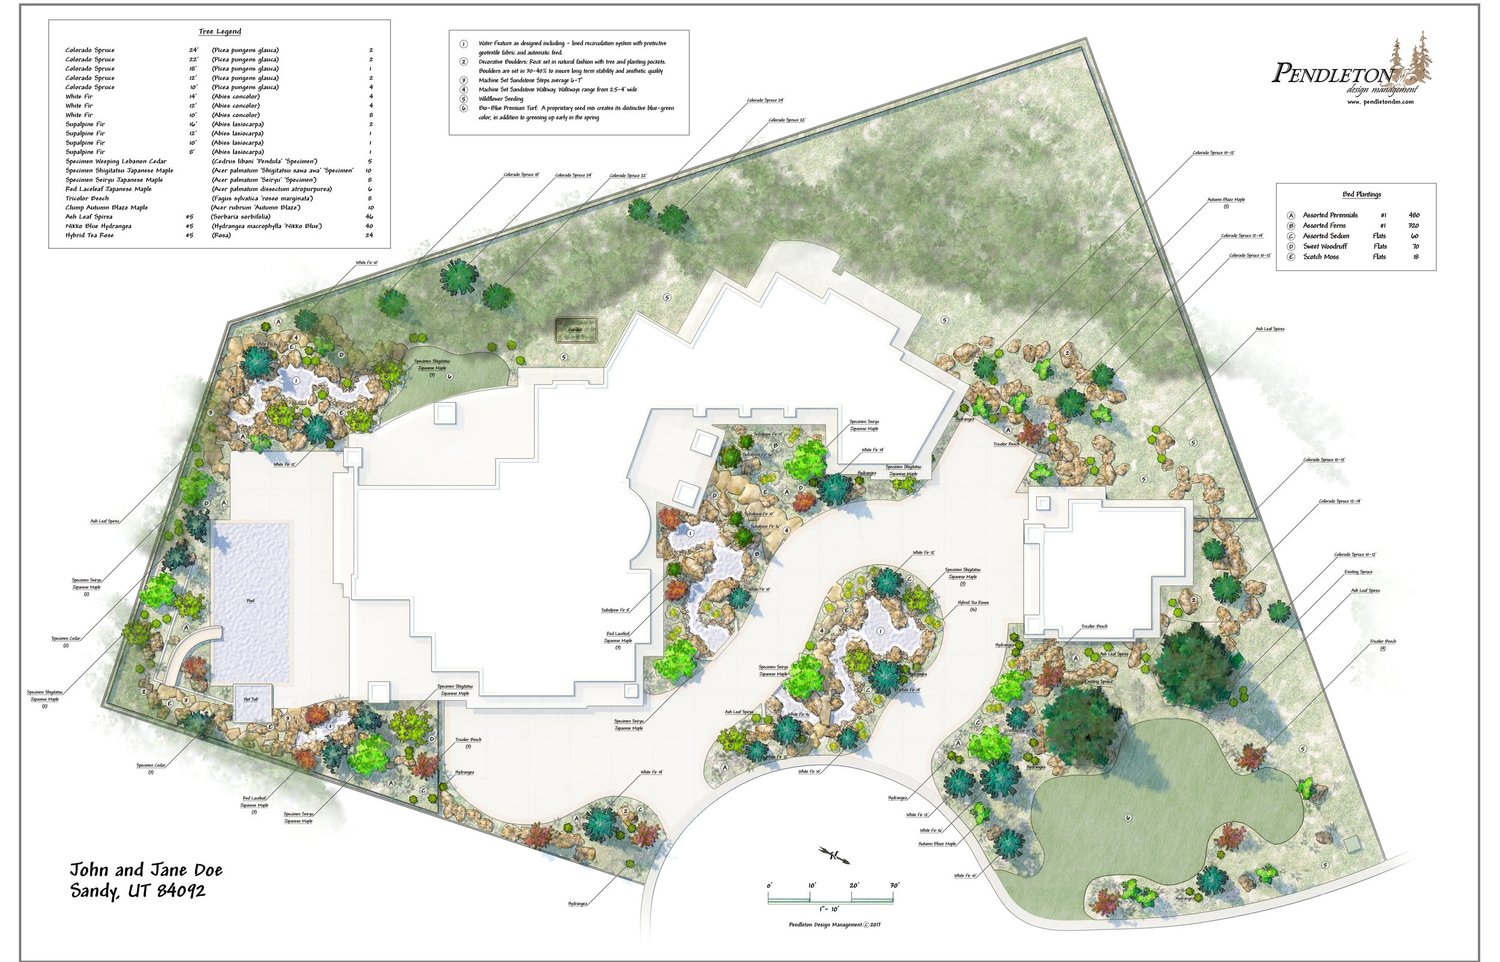 Tree Legend
Colorado Spruce 24' (Picea pungens glauca) 2
Colorado Spruce 22' (Picea pungens glauca) 2
Colorado Spruce 18' (Picea pungens glauca) 1
Colorado Spruce 12' (Picea pungens glauca) 2
Colorado Spruce 10' (Picea pungens glauca) 4
White Fir 14' (Abies concolor) 4
White Fir 12' (Abies concolor) 4
White Fir 10' (Abies concolor) 8
Supalpine Fir 16' (Abies lasiocarpa) 2
Supalpine Fir 12' (Abies lasiocarpa) 1
Supalpine Fir 10' (Abies lasiocarpa) 1
Supalpine Fir 8' (Abies lasiocarpa) 1
Specimen Weeping Lebanon Cedar (Cedrus libani 'Pendula' 'Specimen') 5
Specimen Shigitatsu Japanese Maple (Acer palmatum 'Shigitatsu sawa awa' 'Specimen' 10
Specimen Seiryu Japanese Maple (Acer palmatum 'Seiryu' 'Specimen') 8
Red Laceleaf Japanese Maple (Acer palmatum dissectum atropurpurea) 6
Tricolor Beech (Fagus sylvatica 'roseo marginata') 8
Clump Autumn Blaze Maple (Acer rubrum 'Autumn Blaze') 10
Ash Leaf Spirea #5 (Sorbaria sorbifolia) 46
Nikko Blue Hydrangea #5 (Hydrangea macrophylla 'Nikko Blue') 40
Hybrid Tea Rose #5 (Rosa) 24
1 Water Feature as designed including - lined recirculation system with protective
geotextile fabric and automatic feed.
2 Decorative Boulders: Rock set in natural fashion with tree and planting pockets.
Boulders are set in 30-40% to insure long term stability and aesthetic quality
3 Machine Set Sandstone Steps average 6-7"
4 Machine Set Sandstone Walkway. Walkways range from 2.5-4' wide
5 Wildflower Seeding
6 Bio-Blue Premium Turf: A proprietary seed mix creates its distinctive blue-green
color, in addition to greening up early in the spring
PENDLETON
design management
www. pendletondm.com
Bed Plantings
A Assorted Perennials #1 480
B Assorted Ferns #1 320
C Assorted Sedum Flats 60
D Sweet Woodruff Flats 70
E Scotch Moss Flats 18
Colorado Spruce 24'
Colorado Spruce 22'
Colorado Spruce 18'
Colorado Spruce 24'
Colorado Spruce 22'
Colorado Spruce 10-12'
Autumn Blaze Maple
(5)
Colorado Spruce 12-14'
Colorado Spruce 10-12'
White Fir 10'
Ash Leaf Spirea
Garden
Specimen Shigitatsu
Japanese Maple
Hydrangea
Tricolor Beech
White Fir 12'
Specimen Seiryu
Japanese Maple
White Fir 14'
Hydrangea
Specimen Shigitatsu
Japanese Maple
Colorado Spruce 10-12'
Colorado Spruce 12-14'
Ash Leaf Spirea
Colorado Spruce 10-12'
Existing Spruce
Ash Leaf Spirea
Specimen Seiryu
Japanese Maple
Pool
White Fir 12'
Specimen Shigitatsu
Japanese Maple
Hybrid Tea Roses
White Fir 10'
Subalpine Fir 8'
Red Laceleaf
Japanese Maple
Specimen Cedar
Tricolor Beech
Hydrangea
Ash Leaf Spirea
Existing Spruce
Tricolor Beech
Specimen Seiryu
Japanese Maple
Hydrangea
White Fir 14'
Specimen Shigitatsu
Japanese Maple
Hot Tub
Specimen Shigitatsu
Japanese Maple
Ash Leaf Spirea
Specimen Seiryu
Japanese Maple
Tricolor Beech
Hydrangea
Specimen Cedar
White Fir 14'
White Fir 10'
Hydrangea
Hydrangea
Red Laceleaf
Japanese Maple
Specimen Seiryu
Japanese Maple
White Fir 12'
Autumn Blaze Maple
White Fir 10'
Hydrangea
Hydrangea
John and Jane Doe
Sandy, UT 84092
N
0' 10' 20' 30'
1"- 10'
Pendleton Design Management © 2017